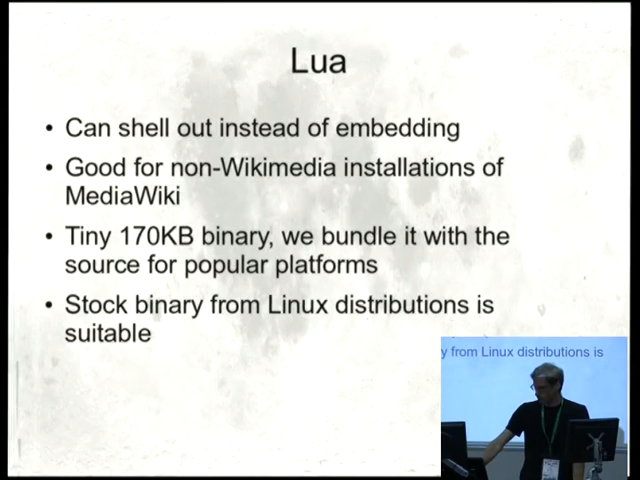 Lua
• Can shell out instead of embedding
• Good for non-Wikimedia installations of
MediaWiki
• Tiny 170KB binary, we bundle it with the
source for popular platforms
• Stock binary from Linux distributions is
suitable
y from Linux distributions is